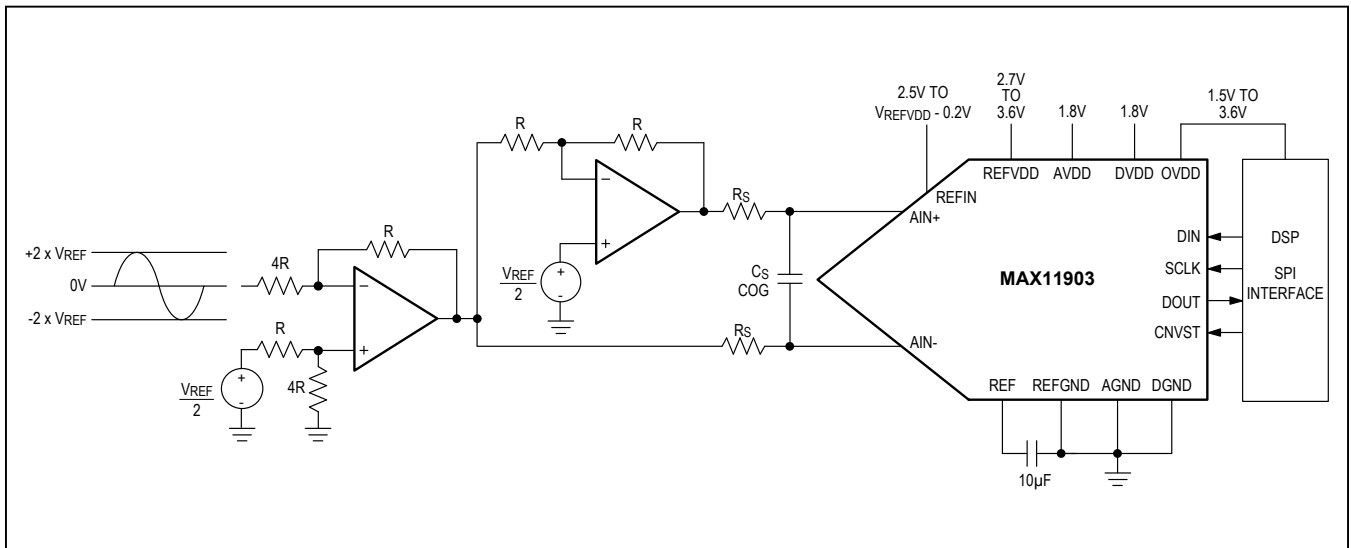 +2 x VREF
0V
-2 x VREF
4R
R
R
4R
VREF
2
R
R
VREF
2
RS
RS
CS
COG
2.5V TO
VREFVDD - 0.2V
2.7V
TO
3.6V
1.8V
1.8V
1.5V TO
3.6V
REFVDD
AVDD
DVDD
OVDD
REFIN
AIN+
AIN-
MAX11903
DIN
SCLK
DOUT
CNVST
DSP
SPI
INTERFACE
REF
REFGND
AGND
DGND
10µF